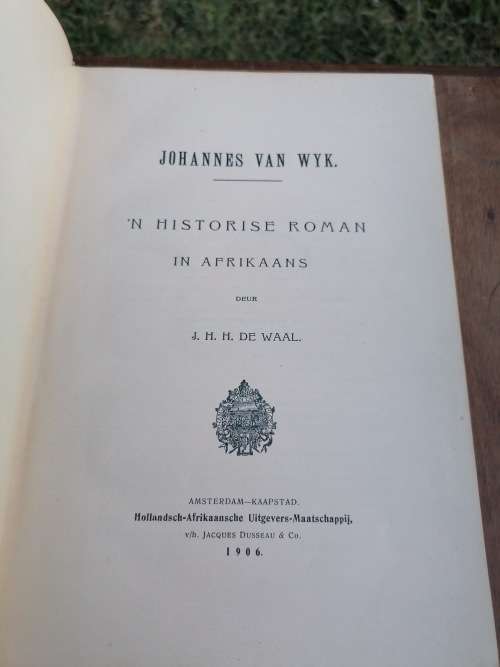 JOHANNES VAN WYK.
'N HISTORISE ROMAN
IN AFRIKAANS
DEUR
J. H. H. DE WAAL.
AMSTERDAM—KAAPSTAD.
Hollandsch-Afrikaansche Uitgevers-Maatschappij,
v/h. JACQUES DUSSEAU & CO.
1906.